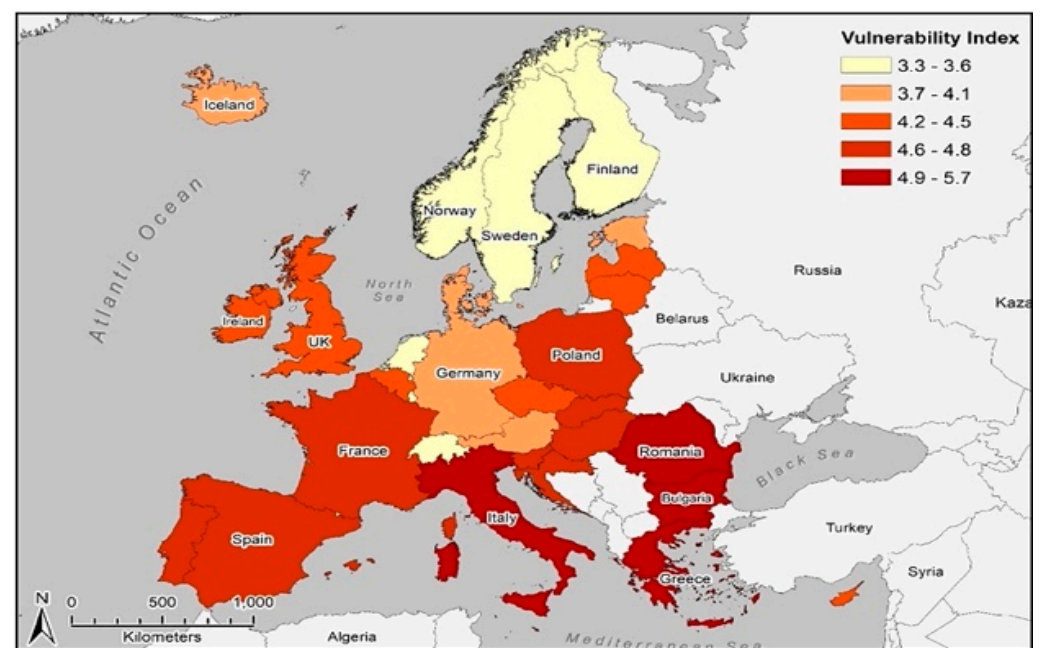 Vulnerability Index
3.3 - 3.6
3.7 - 4.1
4.2 - 4.5
4.6 - 4.8
4.9 - 5.7
Iceland
Finland
Norway
Sweden
Atlantic Ocean
North
Sea
Russia
Kaza
Belarus
Ireland
UK
Poland
Germany
Ukraine
France
Romania
Black Sea
Bulgaria
Italy
Turkey
Spain
Greece
Syria
N
0 500 1,000
Kilometers
Algeria
Mediterranean Sea